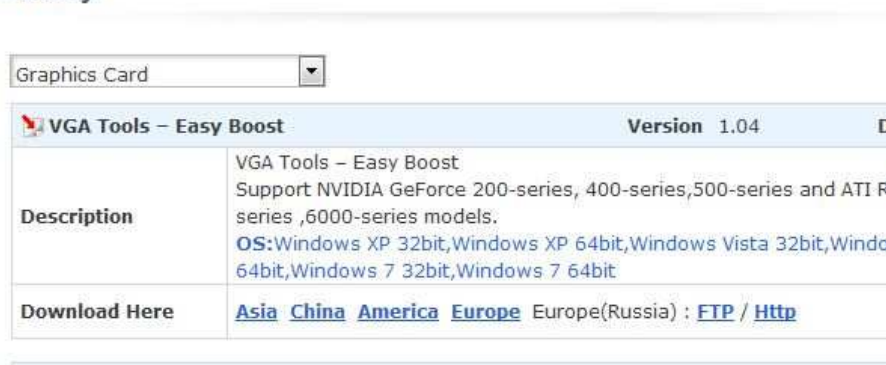 Graphics Card
VGA Tools – Easy Boost Version 1.04
VGA Tools – Easy Boost
Support NVIDIA GeForce 200-series, 400-series,500-series and ATI
Description
series ,6000-series models.
OS:Windows XP 32bit,Windows XP 64bit,Windows Vista 32bit,
64bit,Windows 7 32bit,Windows 7 64bit
Download Here Asia China America Europe Europe(Russia) : FTP / Http